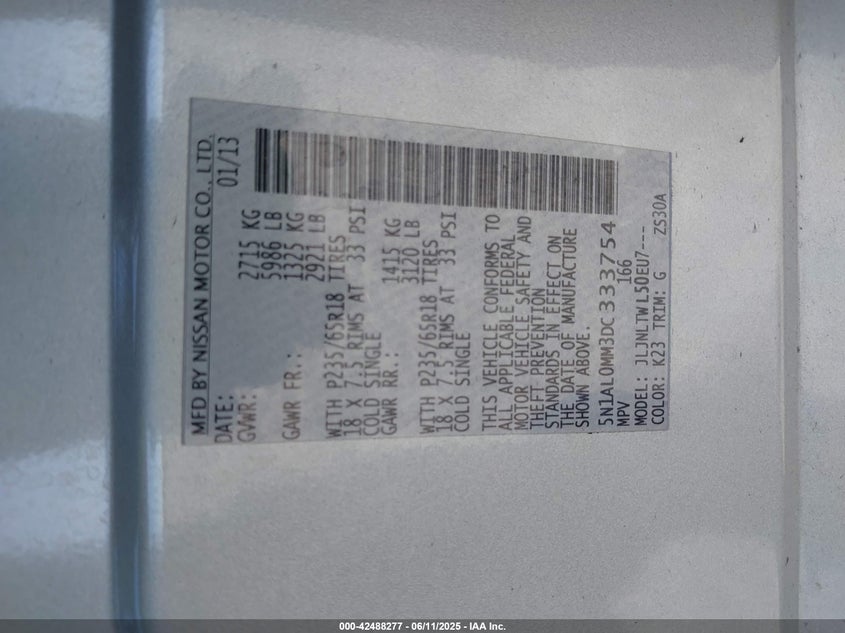 MFD BY NISSAN MOTOR CO., LTD.
DATE: 01/13
GVWR: 2715 KG
5986 LB
GAWR FR.: 1325 KG
2921 LB
WITH P235/65R18 TIRES
18 X 7.5 RIMS AT 33 PSI
COLD SINGLE
GAWR RR.: 1415 KG
3120 LB
WITH P235/65R18 TIRES
18 X 7.5 RIMS AT 33 PSI
COLD SINGLE
THIS VEHICLE CONFORMS TO
ALL APPLICABLE FEDERAL
MOTOR VEHICLE SAFETY AND
THEFT PREVENTION
STANDARDS IN EFFECT ON
THE DATE OF MANUFACTURE
SHOWN ABOVE.
5N1AL0MM3DC333754
MPV 166
MODEL: JLJNLTWL50EU7---
COLOR: K23 TRIM: G ZS30A
000-42488277 - 06/11/2025 - IAA Inc.